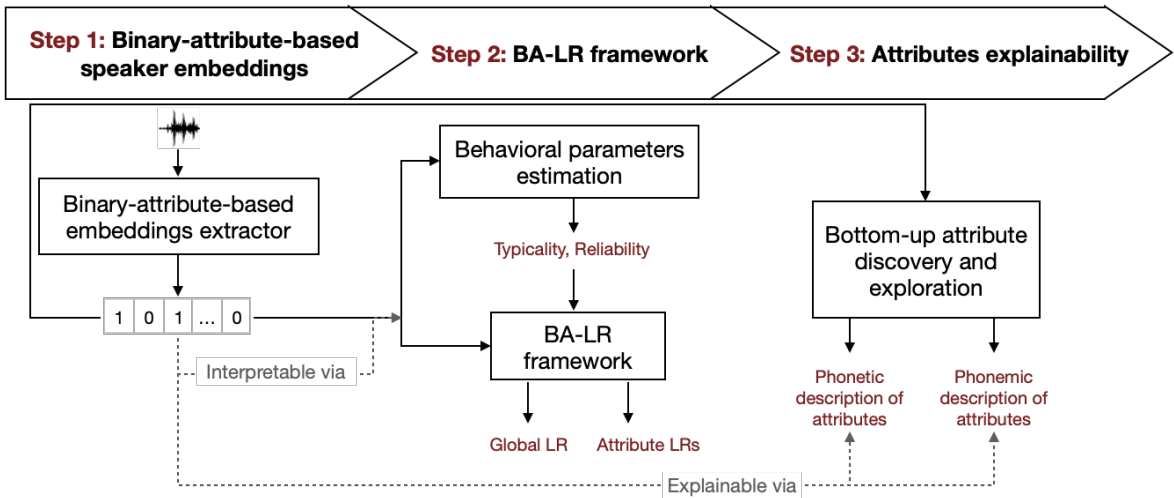 Step 1: Binary-attribute-based
speaker embeddings
Step 2: BA-LR framework
Step 3: Attributes explainability
Binary-attribute-based
embeddings extractor
1 0 1 ... 0
Interpretable via
Behavioral parameters
estimation
Typicality, Reliability
BA-LR
framework
Global LR
Attribute LRs
Bottom-up attribute
discovery and
exploration
Phonetic
description of
attributes
Phonemic
description of
attributes
Explainable via